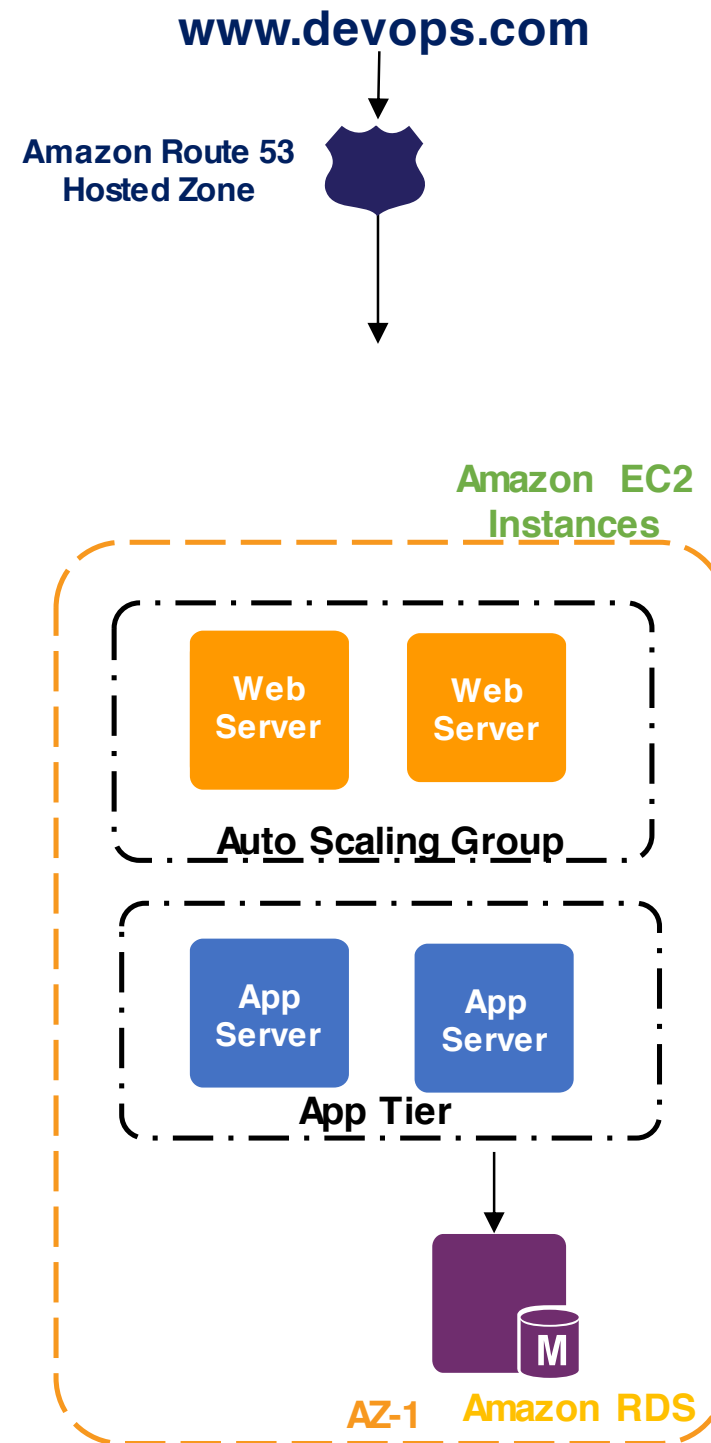 www.devops.com
Amazon Route 53
Hosted Zone
Amazon EC2
Instances
Web
Server
Web
Server
Auto Scaling Group
App
Server
App
Server
App Tier
M
AZ-1
Amazon RDS